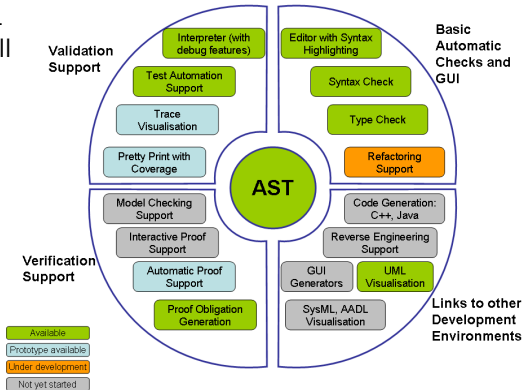 ll
Validation
Support
Interpreter (with
debug features)
Test Automation
Support
Trace
Visualisation
Pretty Print with
Coverage
Editor with Syntax
Highlighting
Syntax Check
Type Check
Refactoring
Support
Basic
Automatic
Checks and
GUI
AST
Model Checking
Support
Interactive Proof
Support
Automatic Proof
Support
Proof Obligation
Generation
Verification
Support
Code Generation:
C++, Java
Reverse Engineering
Support
GUI
Generators
UML
Visualisation
SysML, AADL
Visualisation
Links to other
Development
Environments
Available
Prototype available
Under development
Not yet started